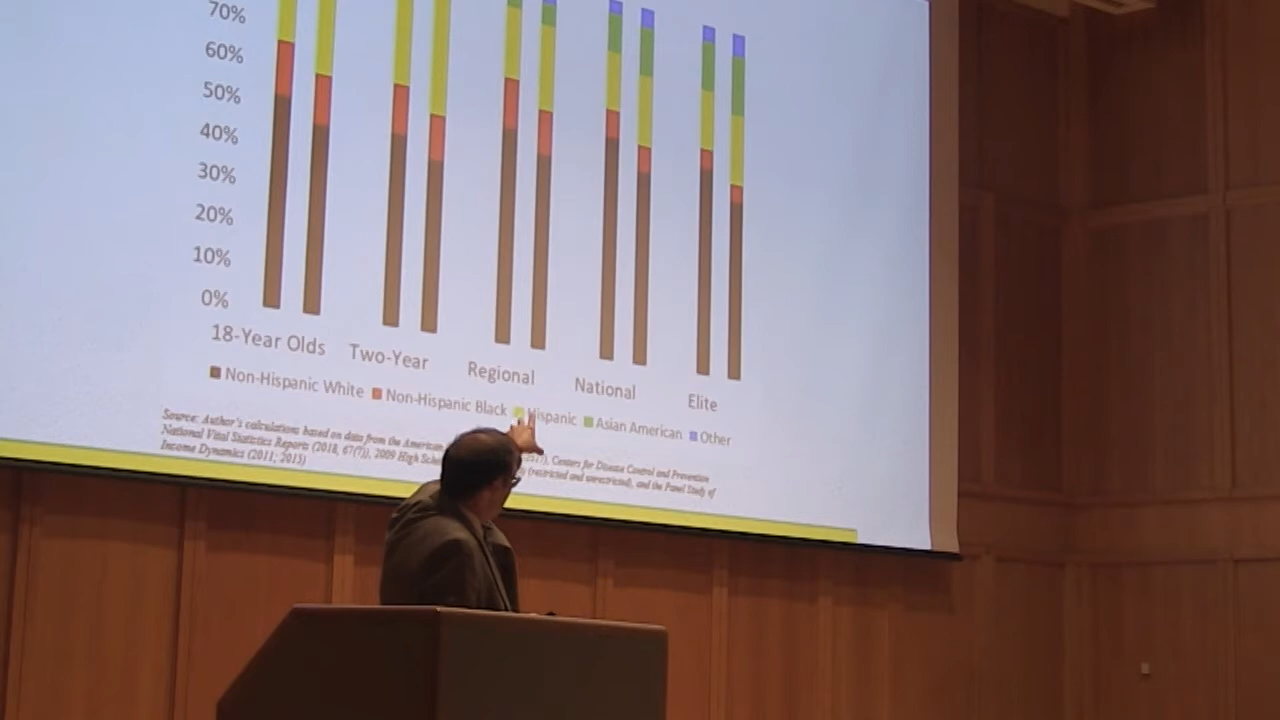 70%
60%
50%
40%
30%
20%
10%
0%
18-Year Olds Two-Year Regional National Elite
Non-Hispanic White Non-Hispanic Black Hispanic Asian American Other
Source: Author's calculations based on data from the American 2017), Centers for Disease Control and Prevention
National Vital Statistics Reports (2018, 67(7)), 2009 High School (restricted and unrestricted), and the Panel Study of
Income Dynamics (2011; 2015)